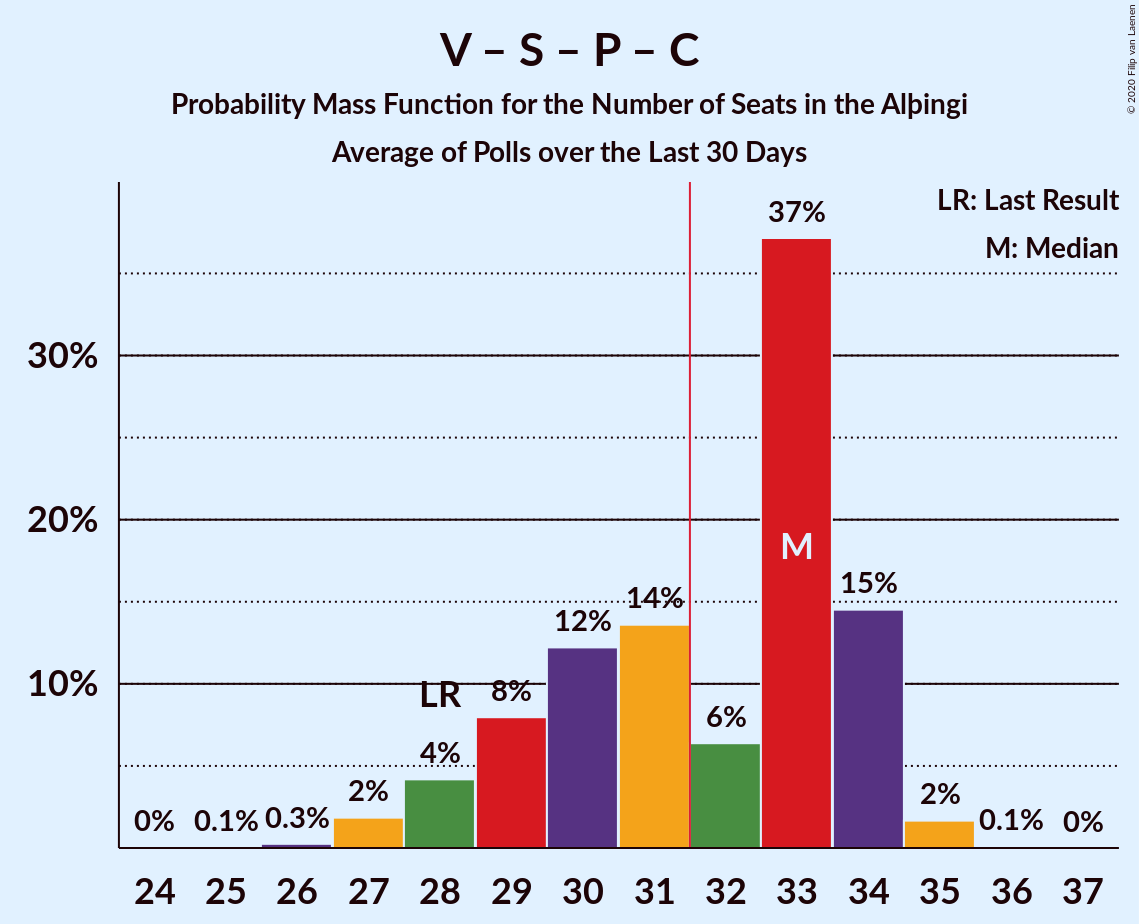 V – S – P – C
Probability Mass Function for the Number of Seats in the Alþingi
Average of Polls over the Last 30 Days
© 2020 Filip van Laenen
LR: Last Result
M: Median
30%
20%
10%
0%
0.1%
0.3%
2%
4%
LR
8%
12%
14%
6%
37%
M
15%
2%
0.1%
0%
24 25 26 27 28 29 30 31 32 33 34 35 36 37